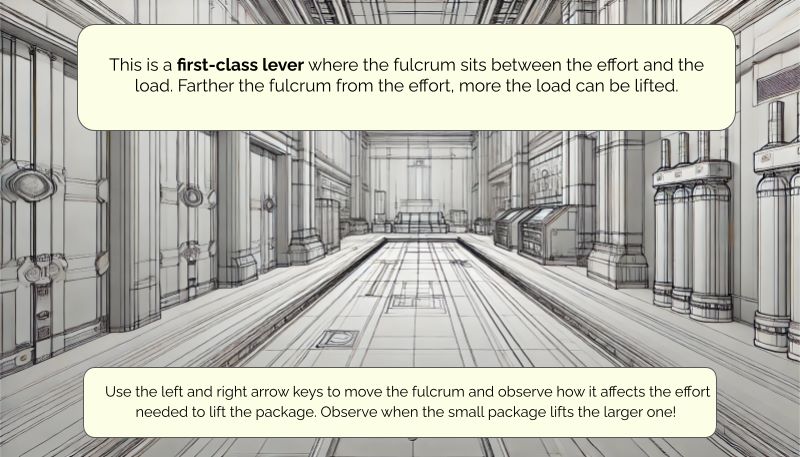 This is a first-class lever where the fulcrum sits between the effort and the
load. Farther the fulcrum from the effort, more the load can be lifted.
Use the left and right arrow keys to move the fulcrum and observe how it affects the effort
needed to lift the package. Observe when the small package lifts the larger one!